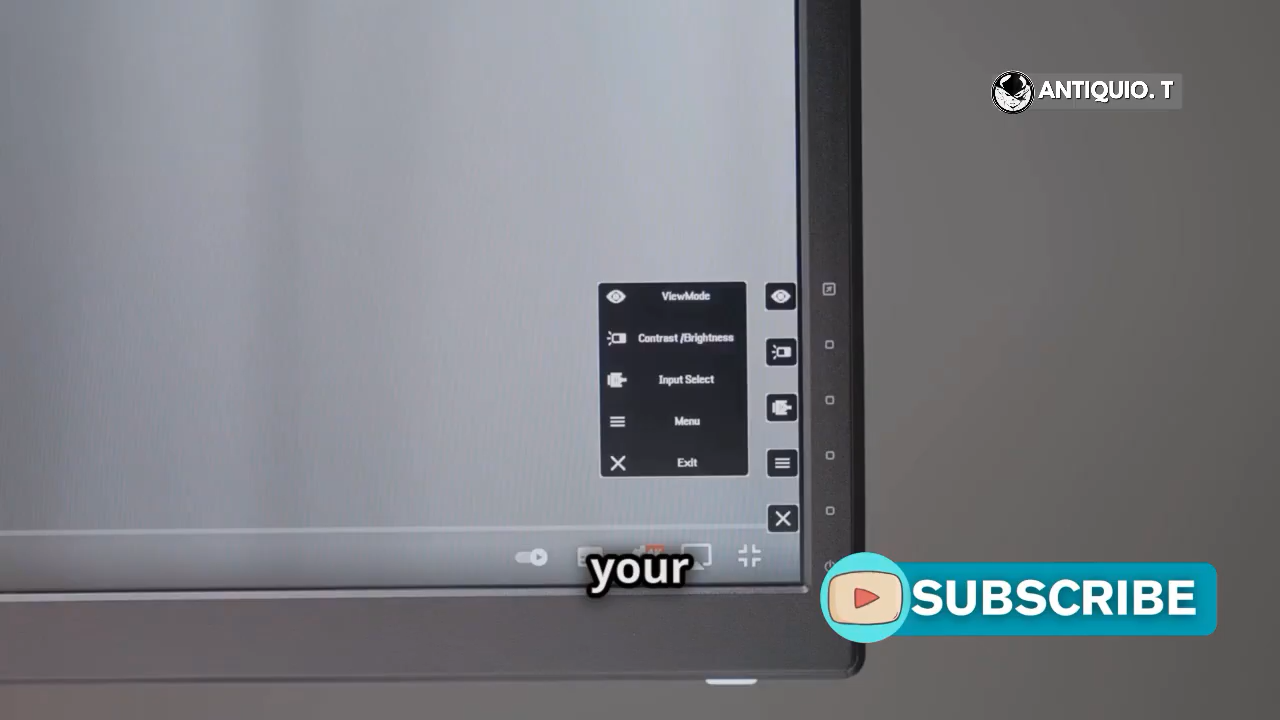 ANTIQUIO. T
ViewMode
Contrast /Brightness
Input Select
Menu
Exit
your
SUBSCRIBE